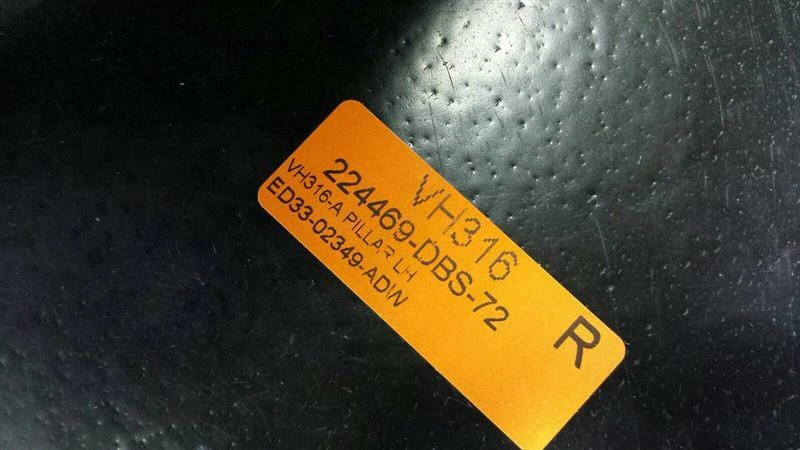 VH316
224469-DBS-72
VH316-A PILLAR LH
ED33-02349-ADW
R